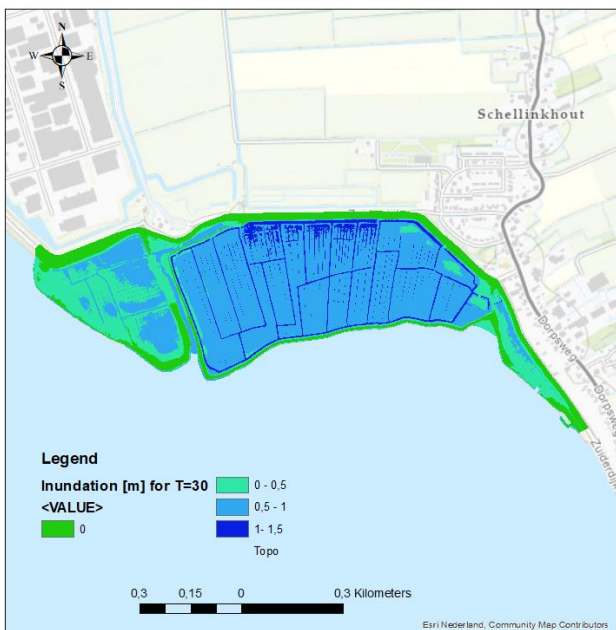 N
W E
S
Schellinkhout
Dorpsweg
Dorpsweg
Zuiderdijk
Legend
Inundation [m] for T=30
<VALUE>
0
0 - 0,5
0,5 - 1
1- 1,5
Topo
0,3 0,15 0 0,3 Kilometers
Esri Nederland, Community Map Contributors